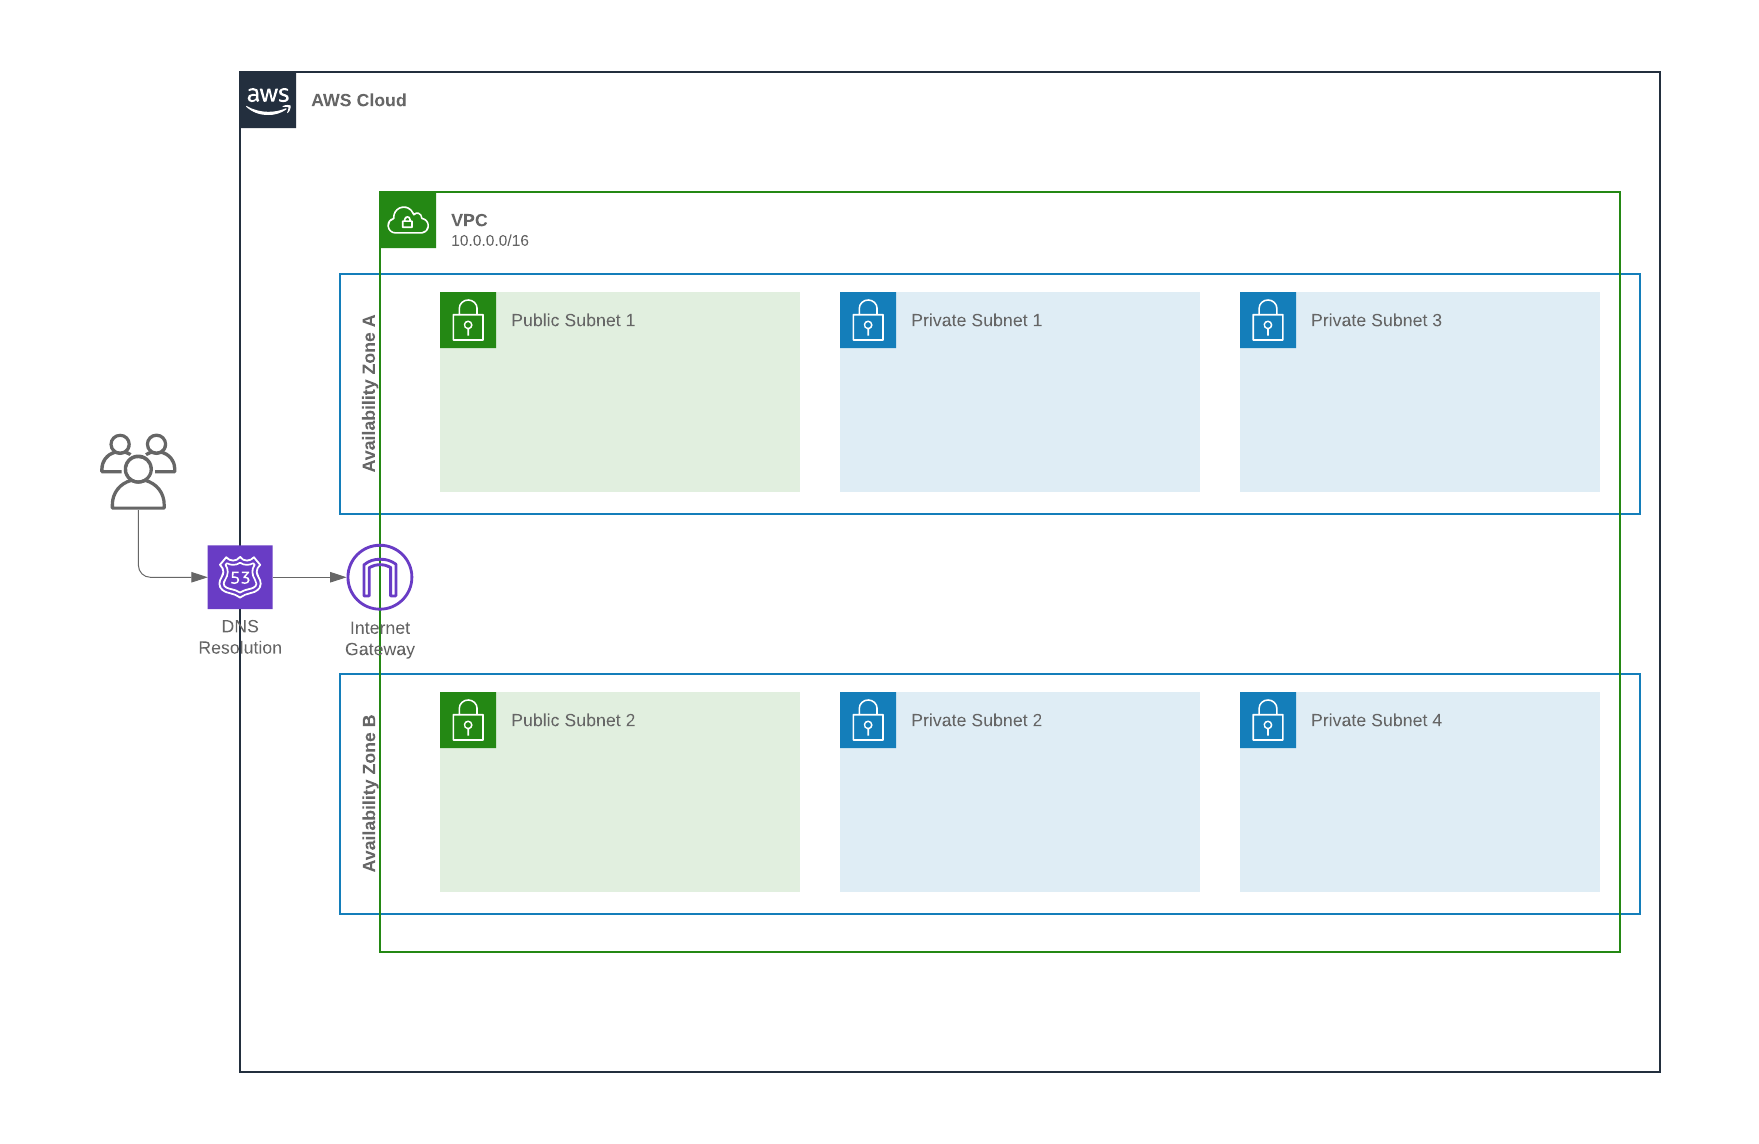 aws
AWS Cloud
VPC
10.0.0.0/16
Availability Zone A
Public Subnet 1
Private Subnet 1
Private Subnet 3
53
DNS
Resolution
Internet
Gateway
Availability Zone B
Public Subnet 2
Private Subnet 2
Private Subnet 4